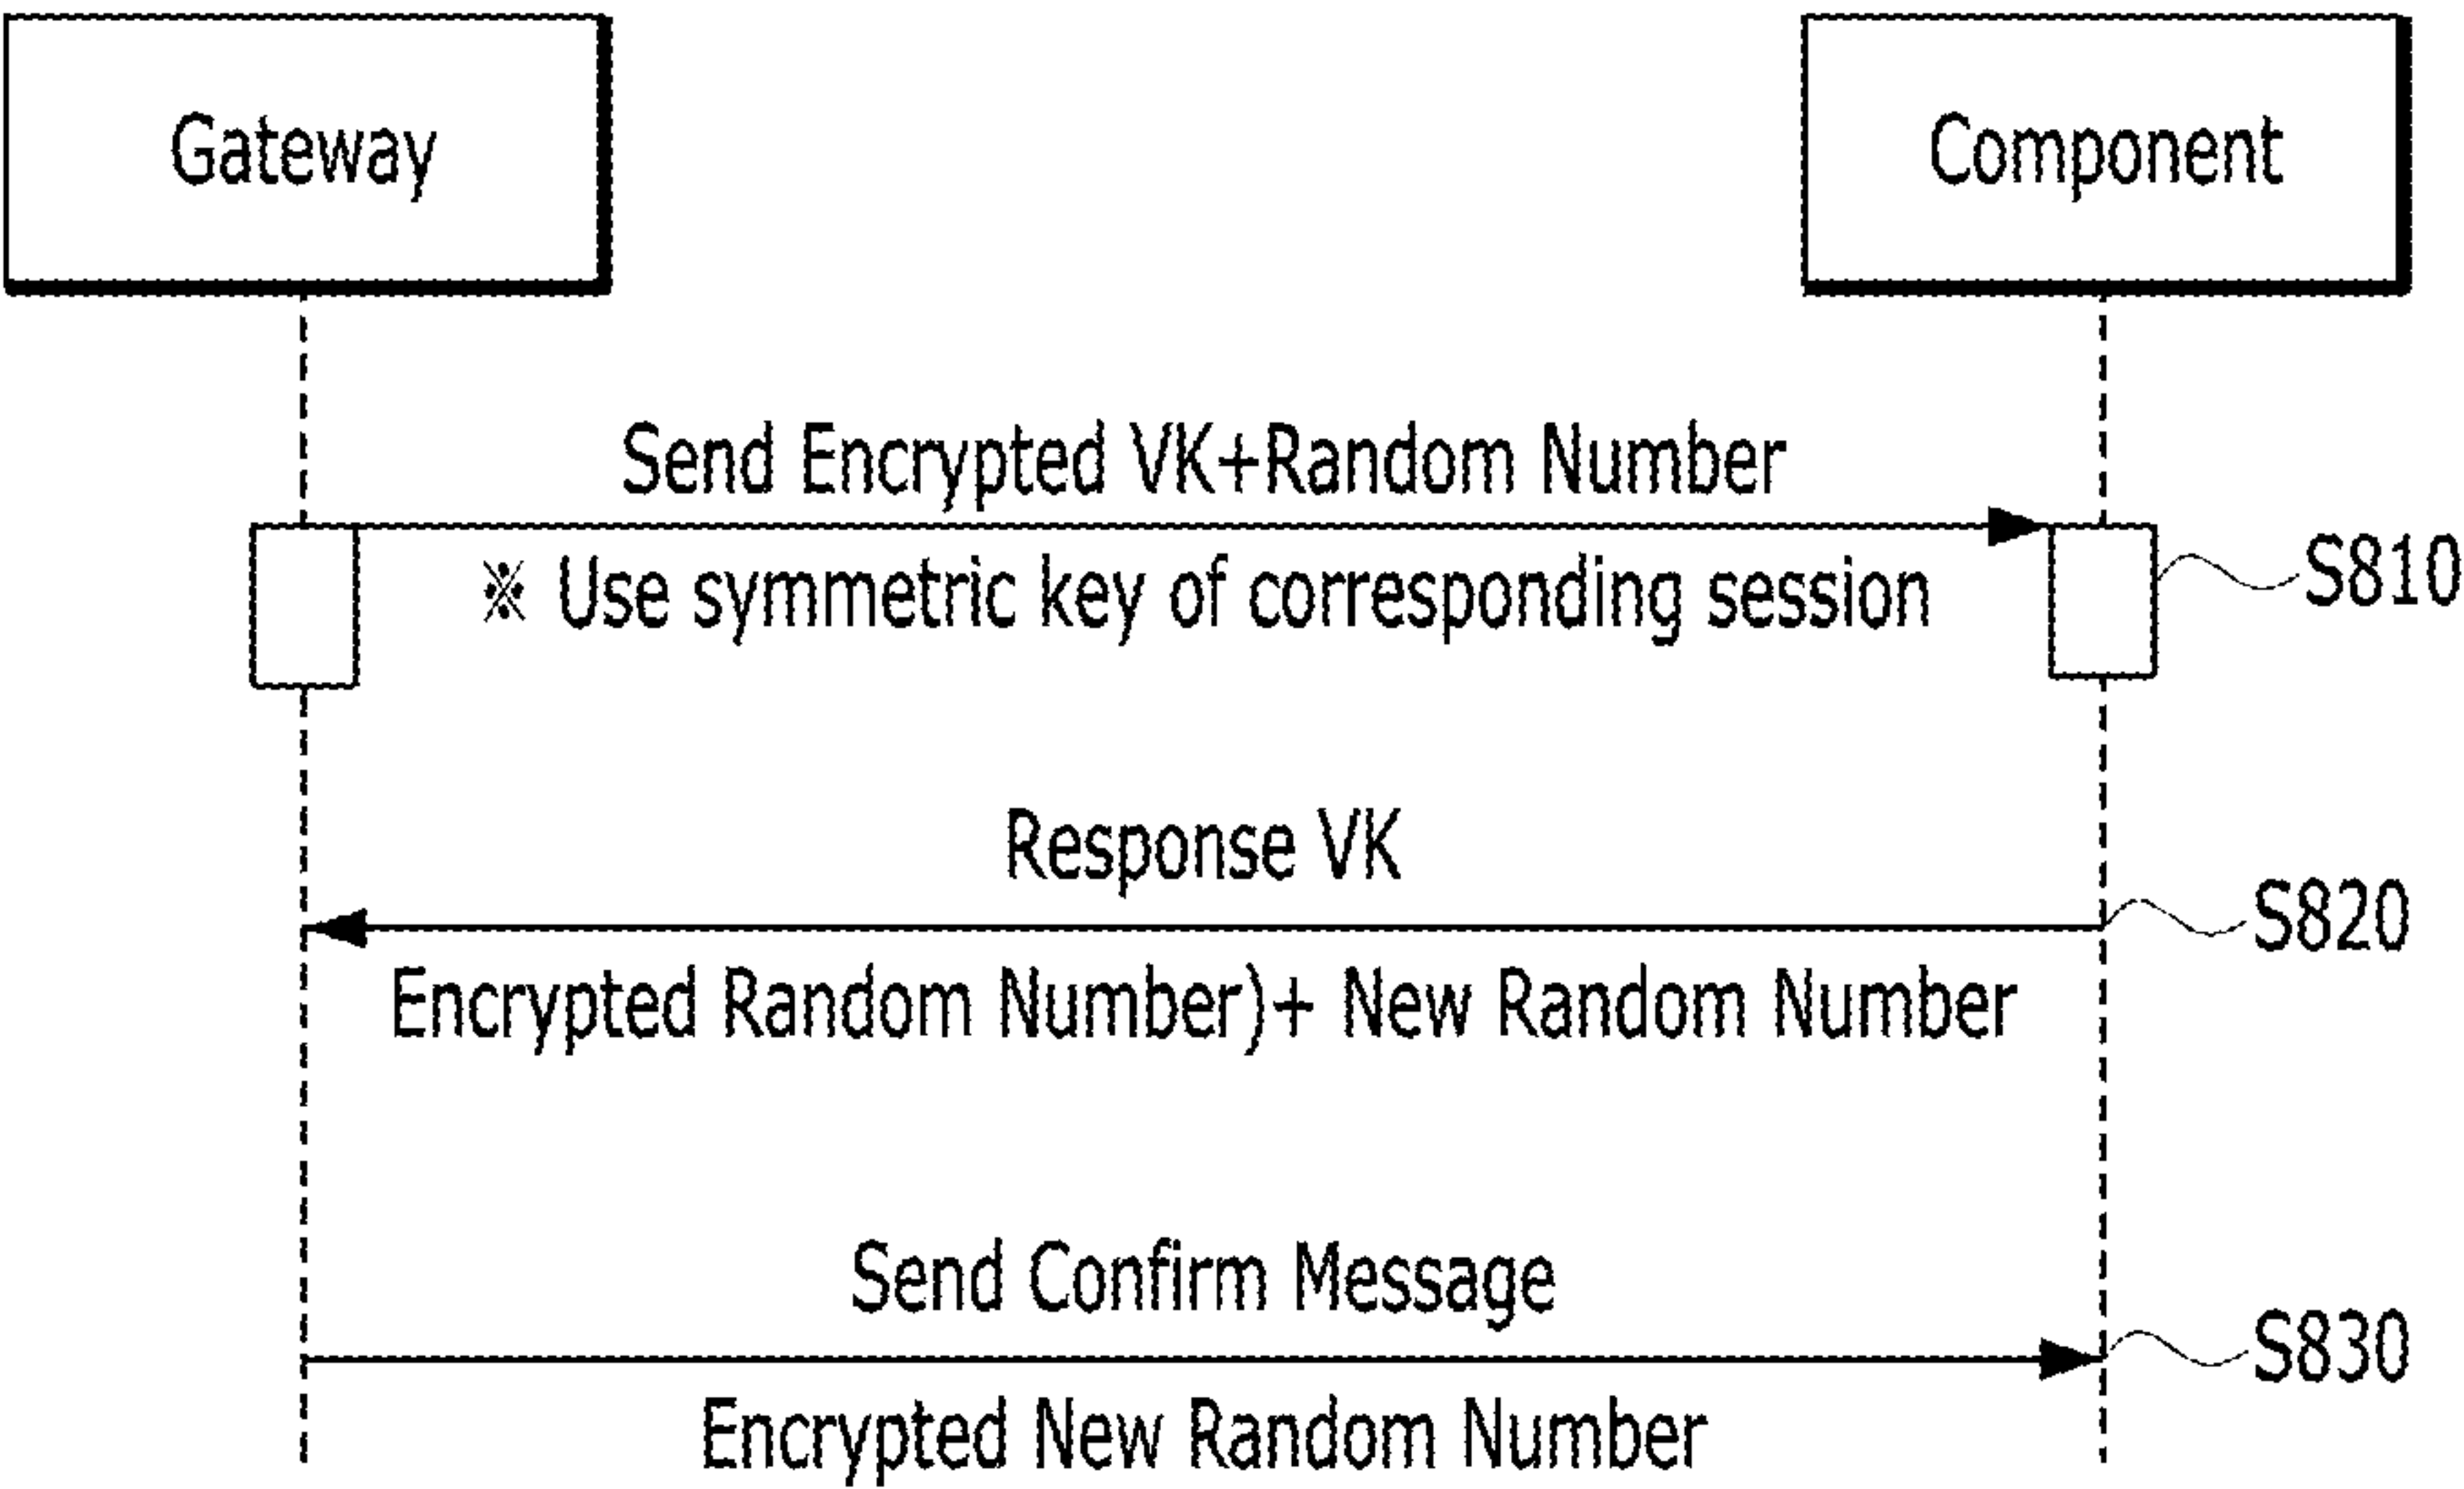 Gateway
Component
Send Encrypted VK+Random Number
※ Use symmetric key of corresponding session
S810
Response VK
S820
Encrypted Random Number)+ New Random Number
Send Confirm Message
S830
Encrypted New Random Number